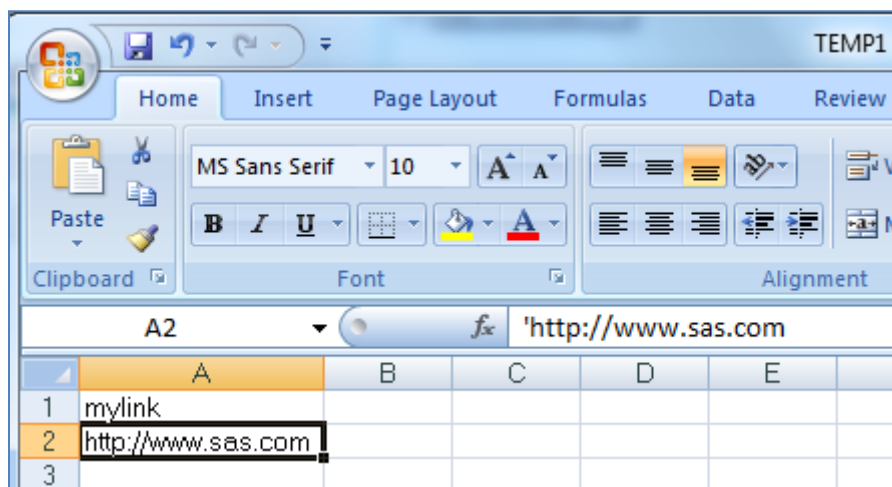 TEMP1
Home Insert Page Layout Formulas Data Review
MS Sans Serif 10 A A
Paste B I U A
Clipboard Font Alignment
A2 fx 'http://www.sas.com
A B C D E
1 mylink
2 http://www.sas.com
3